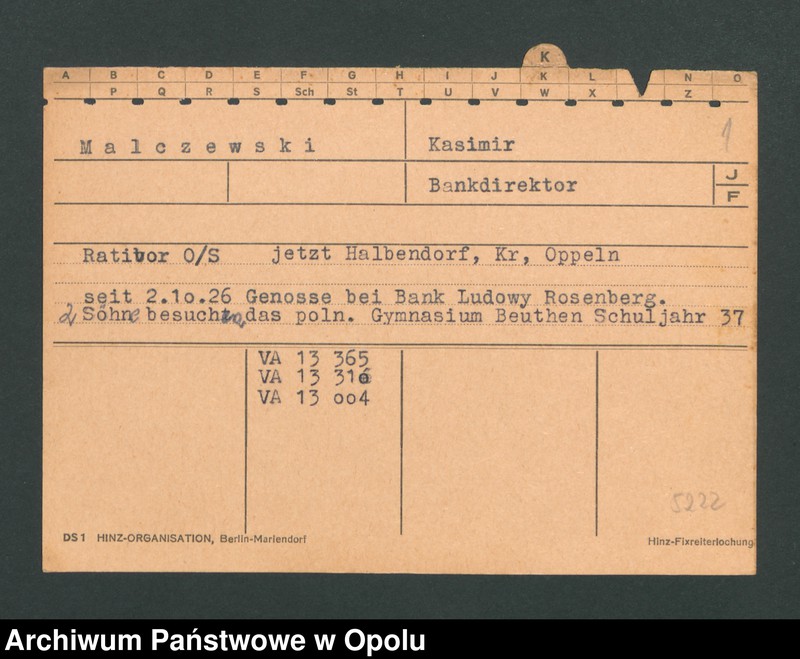 K
A B C D E F G H I J K L N O
P Q R S Sch St T U V W X Z
Malczewski Kasimir 1
Bankdirektor J
F
Ratibor O/S jetzt Halbendorf, Kr, Oppeln
seit 2.1o.26 Genosse bei Bank Ludowy Rosenberg.
2 Söhne besuchen, das poln. Gymnasium Beuthen Schuljahr 37
VA 13 365
VA 13 316
VA 13 oo4
5222
DS1 HINZ-ORGANISATION, Berlin-Mariendorf Hinz-Fixreiterlochung
Archiwum Państwowe w Opolu